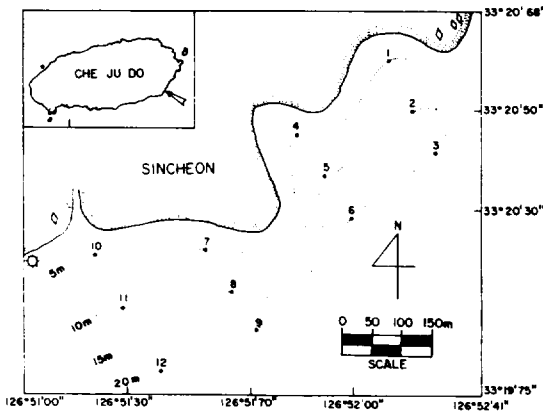 33°20'68"
CHE JU DO
1
33°20'50"
2
4
3
SINCHEON
5
33°20'30"
6
N
10
7
5m
8
0 50 100 150m
11
10m
9
SCALE
15m
12
20m
33°19'75"
126°51'00" 126°51'30" 126°51'70" 126°52'00" 126°52'41"